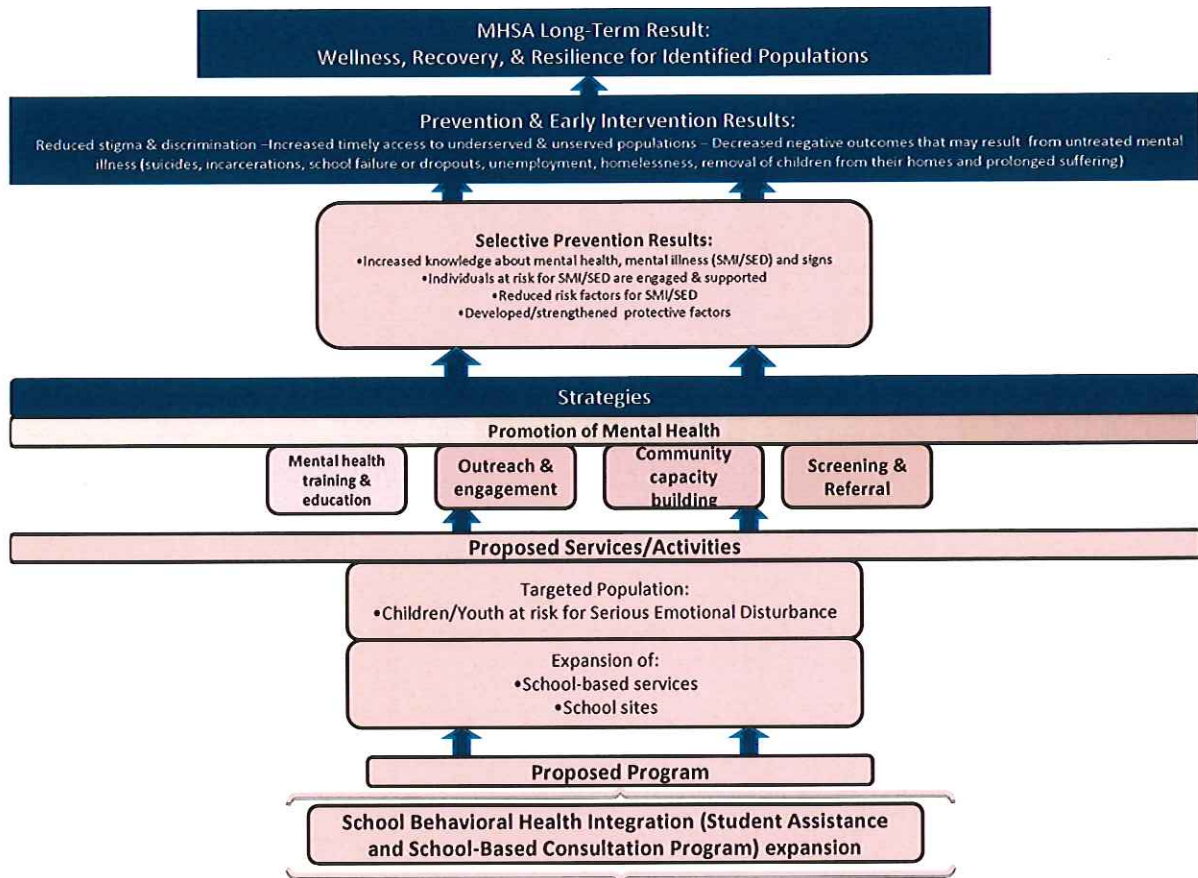 MHSA Long-Term Result:
Wellness, Recovery, & Resilience for Identified Populations
Prevention & Early Intervention Results:
Reduced stigma & discrimination –Increased timely access to underserved & unserved populations – Decreased negative outcomes that may result from untreated mental
illness (suicides, incarcerations, school failure or dropouts, unemployment, homelessness, removal of children from their homes and prolonged suffering)
Selective Prevention Results:
•Increased knowledge about mental health, mental illness (SMI/SED) and signs
•Individuals at risk for SMI/SED are engaged & supported
•Reduced risk factors for SMI/SED
•Developed/strengthened protective factors
Strategies
Promotion of Mental Health
Mental health
training &
education
Outreach &
engagement
Community
capacity
building
Screening &
Referral
Proposed Services/Activities
Targeted Population:
•Children/Youth at risk for Serious Emotional Disturbance
Expansion of:
•School-based services
•School sites
Proposed Program
School Behavioral Health Integration (Student Assistance
and School-Based Consultation Program) expansion